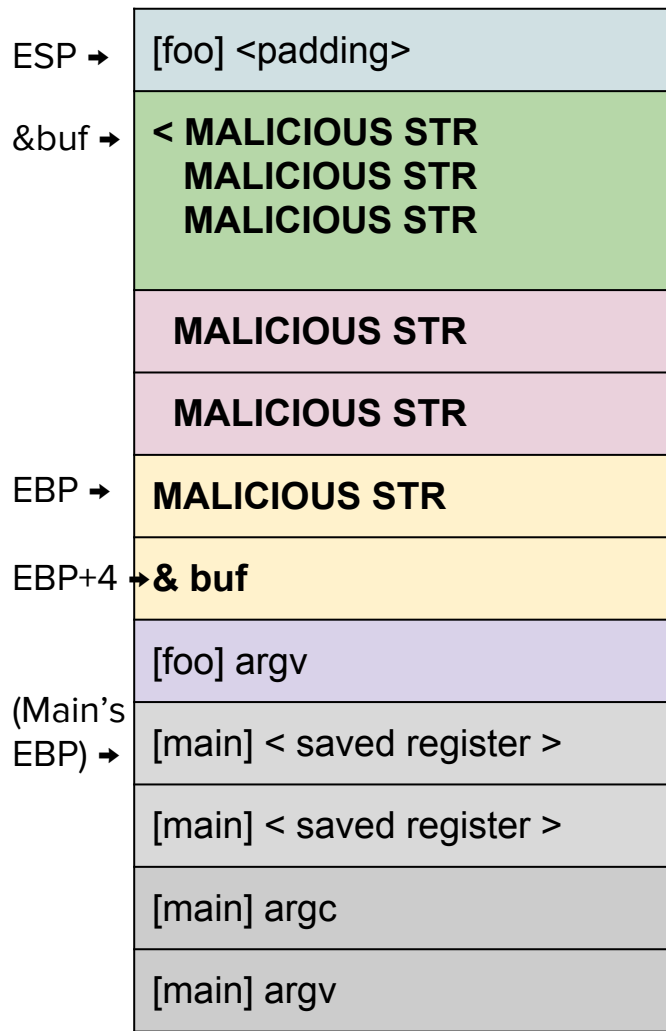 ESP → [foo] <padding>
&buf → < MALICIOUS STR
MALICIOUS STR
MALICIOUS STR
MALICIOUS STR
MALICIOUS STR
EBP → MALICIOUS STR
EBP+4 → & buf
[foo] argv
(Main's
EBP) → [main] < saved register >
[main] < saved register >
[main] argc
[main] argv